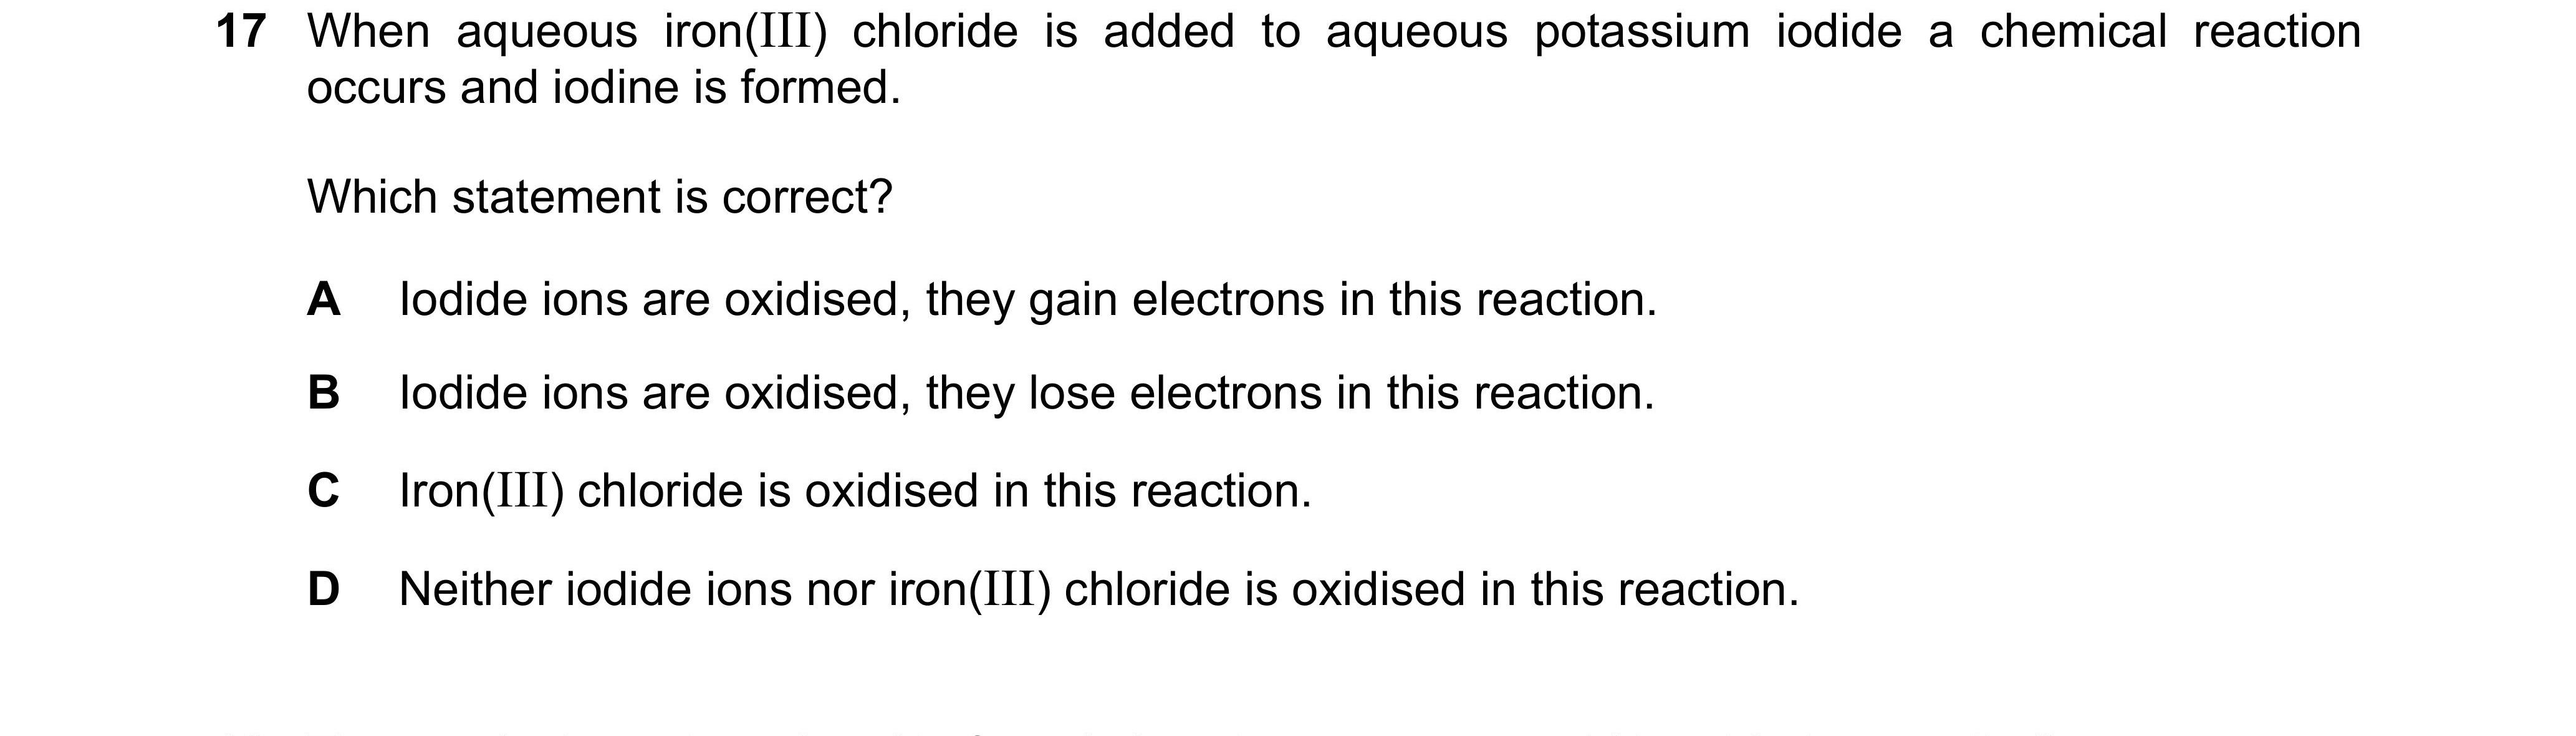 17 When aqueous iron(III) chloride is added to aqueous potassium iodide a chemical reaction
occurs and iodine is formed.
Which statement is correct?
A Iodide ions are oxidised, they gain electrons in this reaction.
B Iodide ions are oxidised, they lose electrons in this reaction.
C Iron(III) chloride is oxidised in this reaction.
D Neither iodide ions nor iron(III) chloride is oxidised in this reaction.